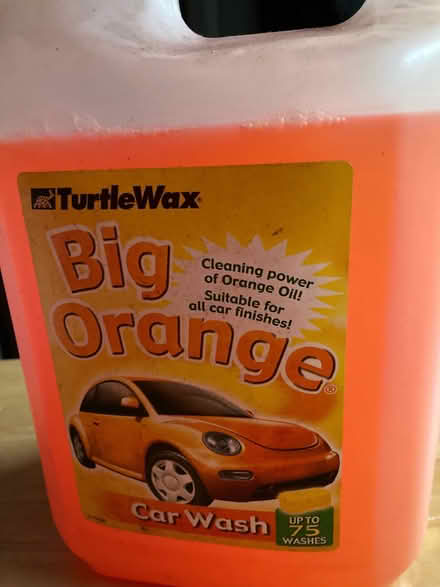 TurtleWax®
Big
Orange®
Cleaning power
of Orange Oil!
Suitable for
all car finishes!
Car Wash
UP TO
75
WASHES